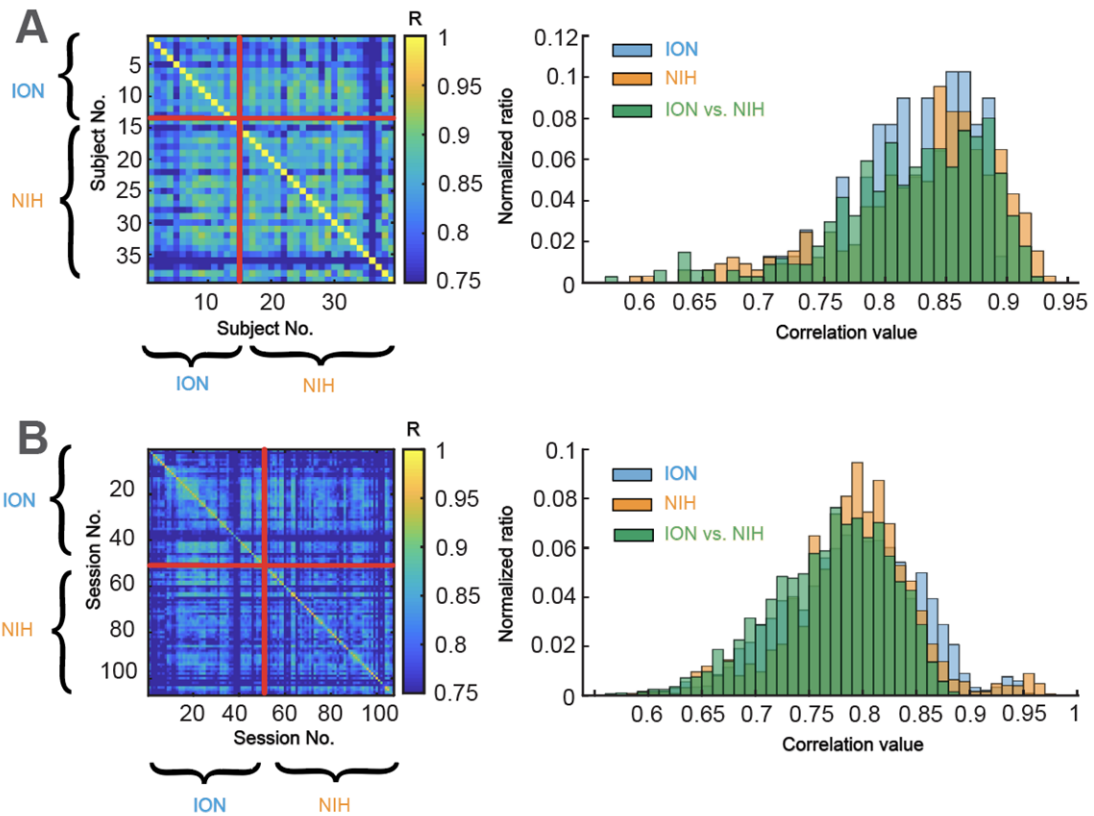 A
R
ION
NIH
Subject No.
5
10
15
20
25
30
35
10
20
30
Subject No.
ION
NIH
1
0.95
0.9
0.85
0.8
0.75
Normalized ratio
0.12
0.1
0.08
0.06
0.04
0.02
0
ION
NIH
ION vs. NIH
0.6 0.65 0.7 0.75 0.8 0.85 0.9 0.95
Correlation value
B
R
ION
NIH
Session No.
20
40
60
80
100
20 40 60 80 100
Session No.
ION
NIH
1
0.95
0.9
0.85
0.8
0.75
Normalized ratio
0.1
0.08
0.06
0.04
0.02
0
ION
NIH
ION vs. NIH
0.6 0.65 0.7 0.75 0.8 0.85 0.9 0.95 1
Correlation value